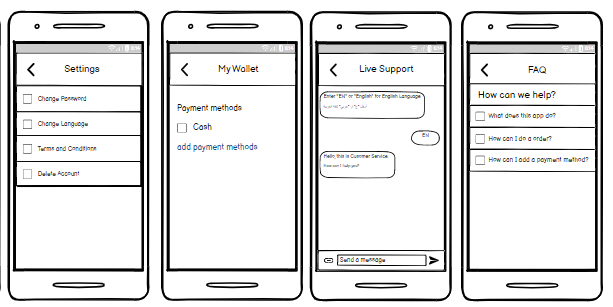 Settings
Change Password
Change Language
Terms and Conditions
Delete Account
My Wallet
Payment methods
Cash
add payment methods
Live Support
Enter "EN" or "English" for English Language
EN
Hello, this is Customer Service.
How can I help you?
Send a message
FAQ
How can we help?
What does this app do?
How can I do a order?
How can I add a payment method?